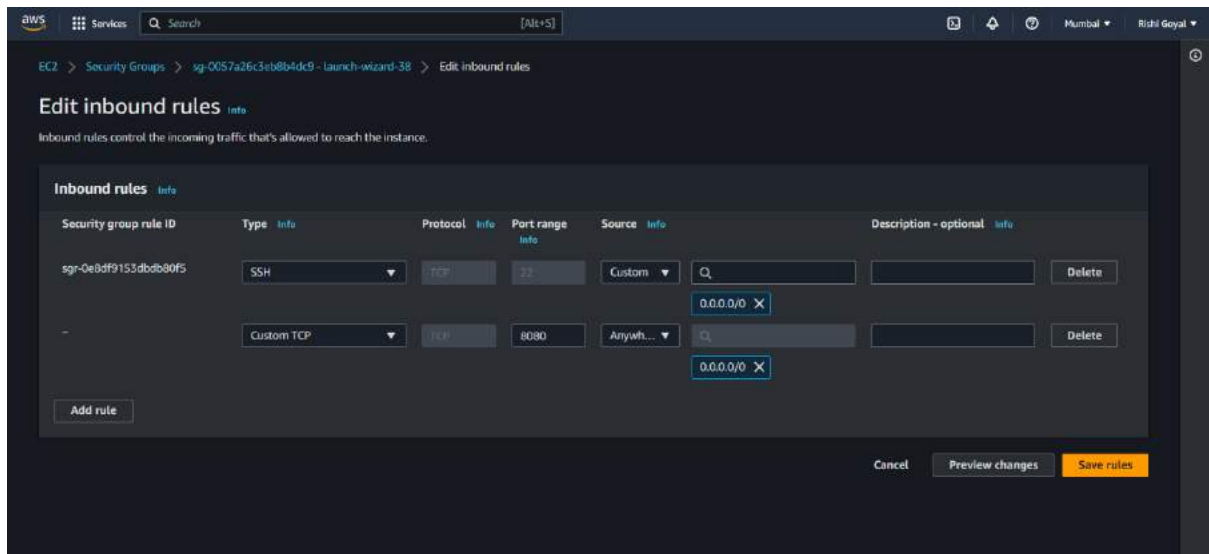 aws Services Search [Alt+S] Mumbai Rishi Goyal
EC2 > Security Groups > sg-0057a26c3eb8b4dc9 - launch-wizard-38 > Edit inbound rules
Edit inbound rules Info
Inbound rules control the incoming traffic that's allowed to reach the instance.
Inbound rules Info
Security group rule ID Type Info Protocol Info Port range Source Info Description - optional Info
Info
sgr-0e8df9153dbdb80f5 SSH TCP 22 Custom Delete
0.0.0.0/0
– Custom TCP TCP 8080 Anywh... Delete
0.0.0.0/0
Add rule
Cancel Preview changes Save rules